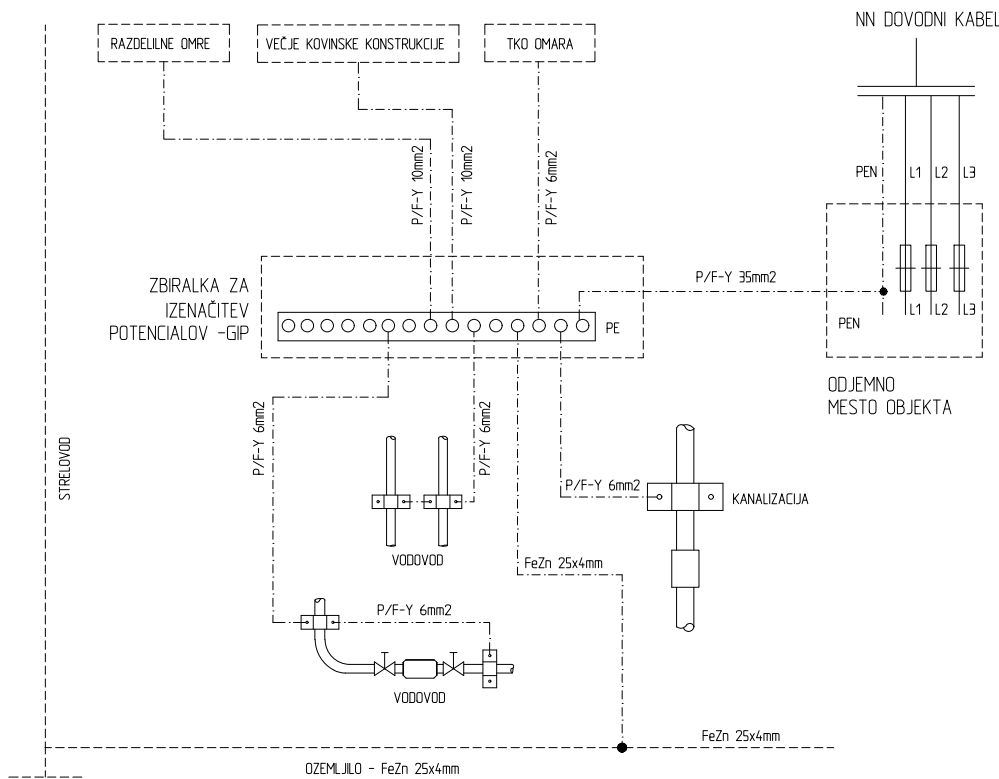 NN DOVODNI KABEL
RAZDELILNE OMRE
VEČJE KOVINSKE KONSTRUKCIJE
TKO OMARA
P/F-Y 10mm2
P/F-Y 10mm2
P/F-Y 6mm2
PEN
L1
L2
L3
P/F-Y 35mm2
ZBIRALKA ZA
IZENAČITEV
POTENCIALOV -GIP
PE
PEN
L1
L2
L3
ODJEMNO
MESTO OBJEKTA
STRELOVOD
P/F-Y 6mm2
P/F-Y 6mm2
P/F-Y 6mm2
KANALIZACIJA
VODOVOD
FeZn 25x4mm
P/F-Y 6mm2
VODOVOD
FeZn 25x4mm
OZEMLJILO - FeZn 25x4mm